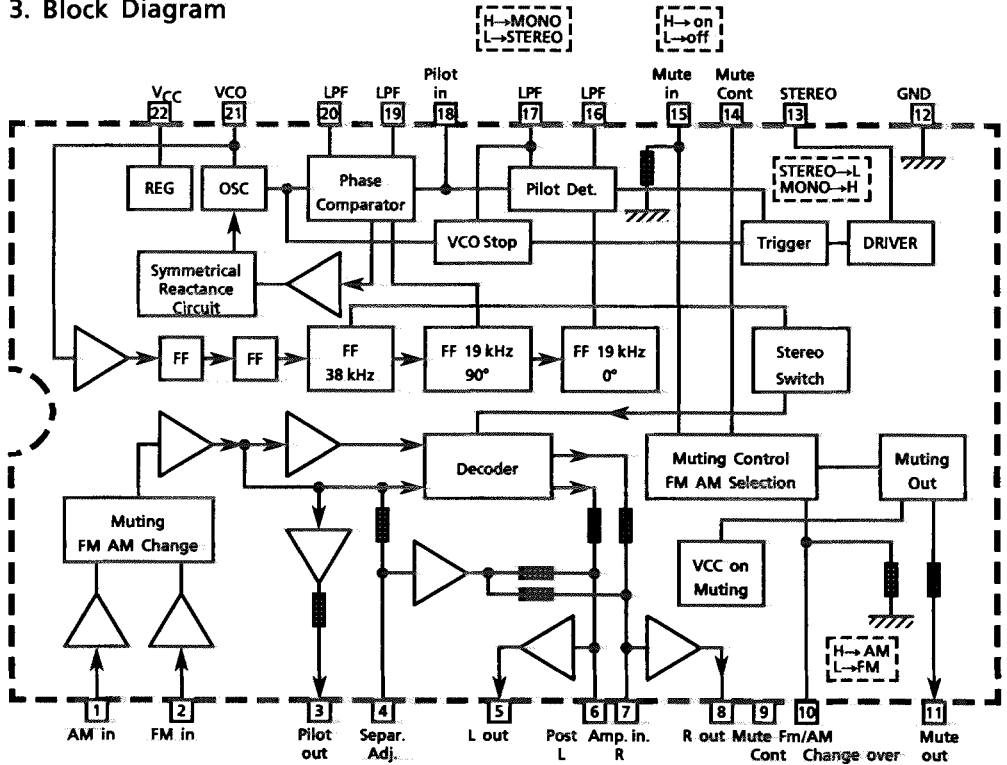 3. Block Diagram
H→MONO
L→STEREO
H→on
L→off
VCC
22
VCO
21
LPF
20
LPF
19
Pilot
in
18
LPF
17
LPF
16
Mute
in
15
Mute
Cont
14
STEREO
13
GND
12
REG
OSC
Phase
Comparator
Pilot Det.
STEREO→L
MONO→H
VCO Stop
Trigger
DRIVER
Symmetrical
Reactance
Circuit
FF
FF
FF
38 kHz
FF 19 kHz
90°
FF 19 kHz
0°
Stereo
Switch
Decoder
Muting Control
FM AM Selection
Muting
Out
Muting
FM AM Change
VCC on
Muting
H→AM
L→FM
1
AM in
2
FM in
3
Pilot
out
4
Separ.
Adj.
5
L out
6
7
Post Amp. in.
L R
8
R out
9
Mute
Cont
10
Fm/AM
Change over
11
Mute
out